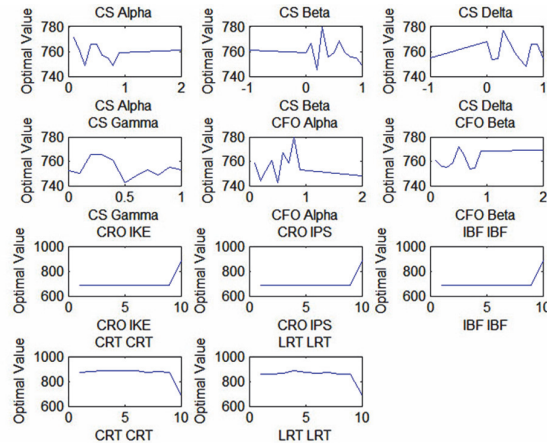 CS Alpha CS Beta CS Delta
Optimal Value 780 760 740 0 1 2 Optimal Value 780 760 740 -1 0 1 Optimal Value 780 760 740 -1 0 1
CS Alpha CS Beta CS Delta
CS Gamma CFO Alpha CFO Beta
Optimal Value 780 760 740 0 0.5 1 Optimal Value 780 760 740 0 1 2 Optimal Value 780 760 740 0 1 2
CS Gamma CFO Alpha CFO Beta
CRO IKE CRO IPS IBF IBF
Optimal Value 1000 800 600 0 5 10 Optimal Value 1000 800 600 0 5 10 Optimal Value 1000 800 600 0 5 10
CRO IKE CRO IPS IBF IBF
CRT CRT LRT LRT
Optimal Value 1000 800 600 0 5 10 Optimal Value 1000 800 600 0 5 10
CRT CRT LRT LRT